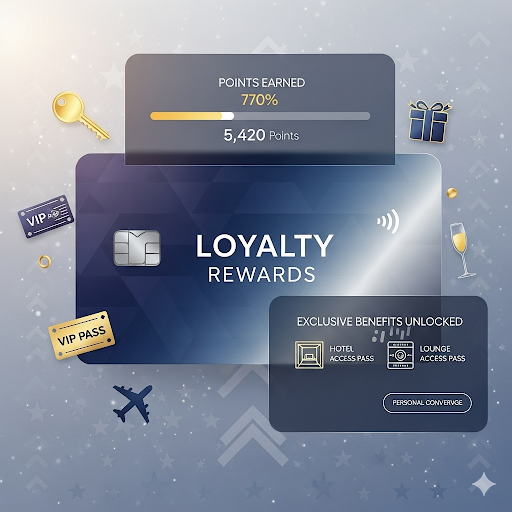 POINTS EARNED
770%
5,420 Points
VIP
LOYALTY
REWARDS
VIP PASS
EXCLUSIVE BENEFITS UNLOCKED
HOTEL
ACCESS PASS
LOUNGE
ACCESS PASS
PERSONAL CONVERVGE